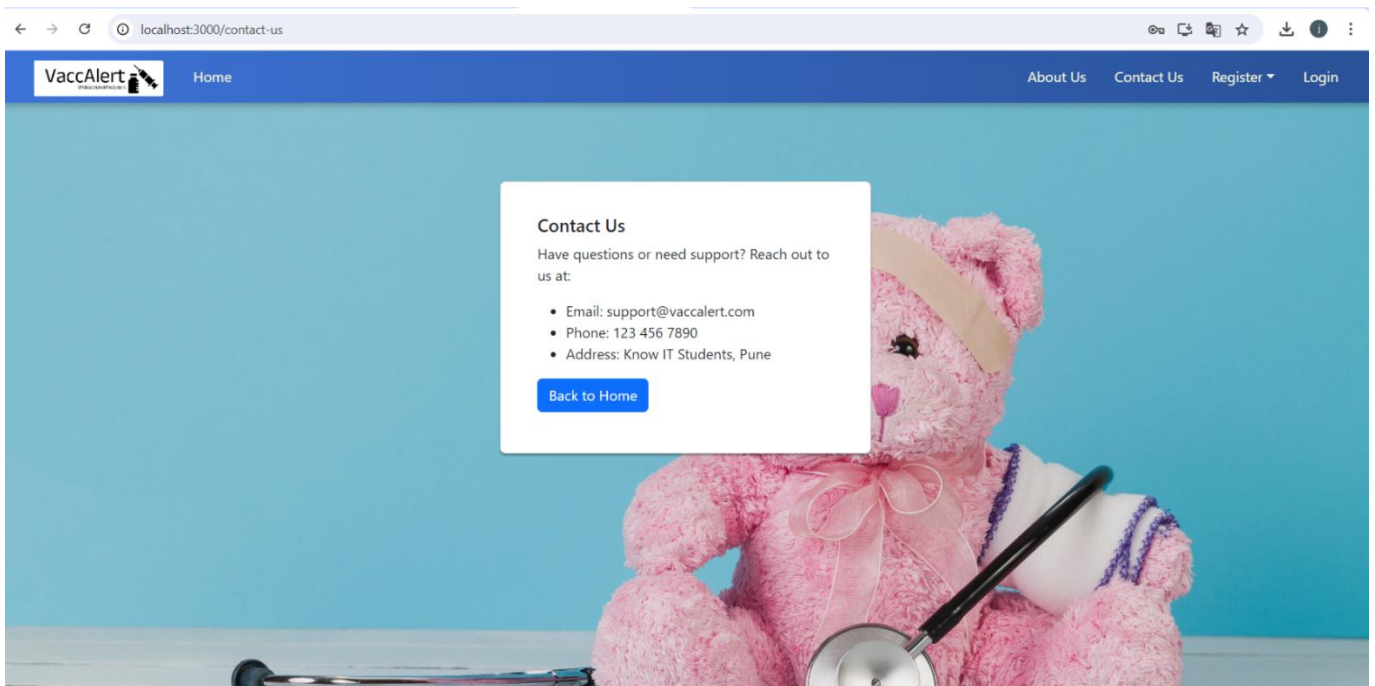 localhost:3000/contact-us
VaccAlert
Home
About Us
Contact Us
Register
Login
Contact Us
Have questions or need support? Reach out to
us at:
• Email: support@vaccalert.com
• Phone: 123 456 7890
• Address: Know IT Students, Pune
Back to Home